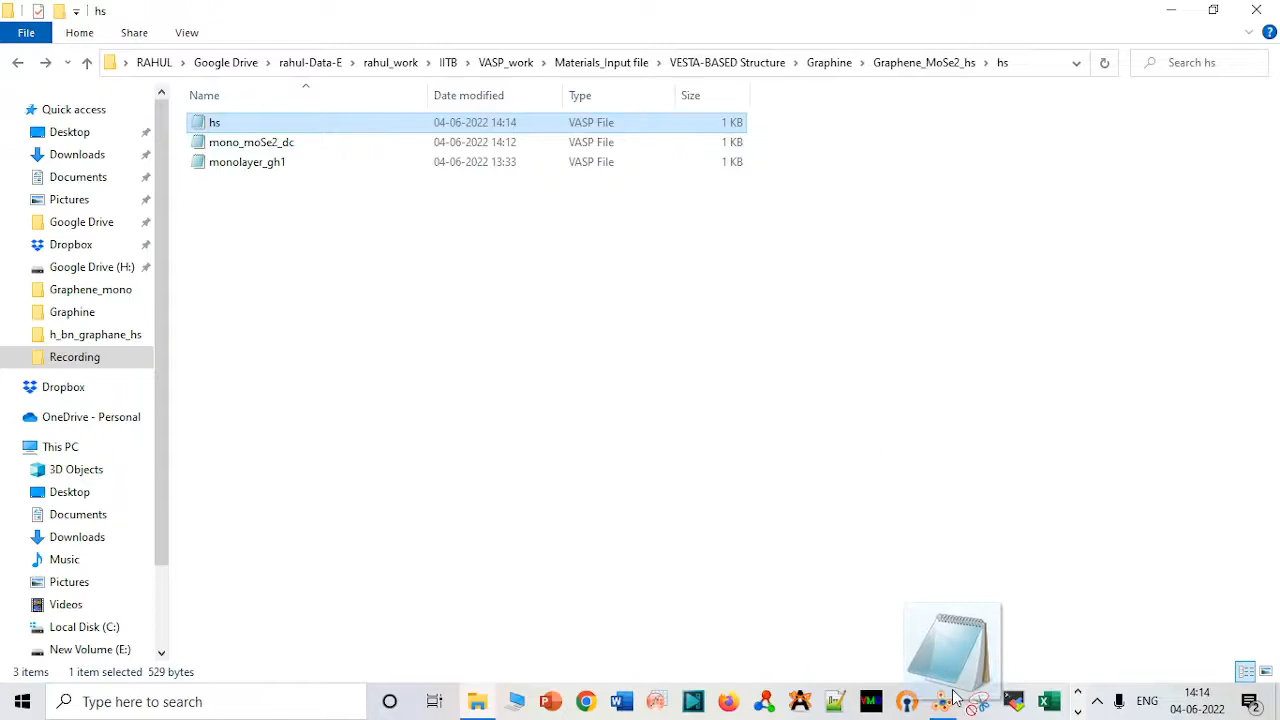 hs
File Home Share View
RAHUL Google Drive rahul-Data-E rahul_work IITB VASP_work Materials_Input file VESTA-BASED Structure Graphine Graphene_MoSe2_hs hs Search hs
Name Date modified Type Size
hs 04-06-2022 14:14 VASP File 1 KB
mono_moSe2_dc 04-06-2022 14:12 VASP File 1 KB
monolayer_gh1 04-06-2022 13:33 VASP File 1 KB
Quick access
Desktop
Downloads
Documents
Pictures
Google Drive
Dropbox
Google Drive (H:)
Graphene_mono
Graphine
h_bn_graphane_hs
Recording
Dropbox
OneDrive - Personal
This PC
3D Objects
Desktop
Documents
Downloads
Music
Pictures
Videos
Local Disk (C:)
New Volume (E:)
3 items 1 item selected 529 bytes
Type here to search
ENG
14:14
04-06-2022
2